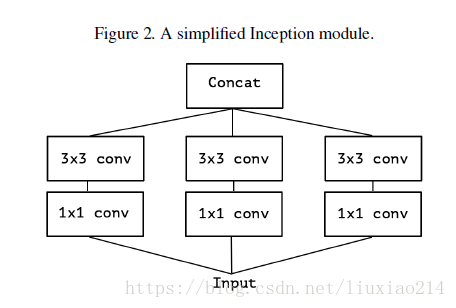 Figure 2. A simplified Inception module.
Concat
3x3 conv 3x3 conv 3x3 conv
1x1 conv 1x1 conv 1x1 conv
Input
https://blog.csdn.net/liuxiao214